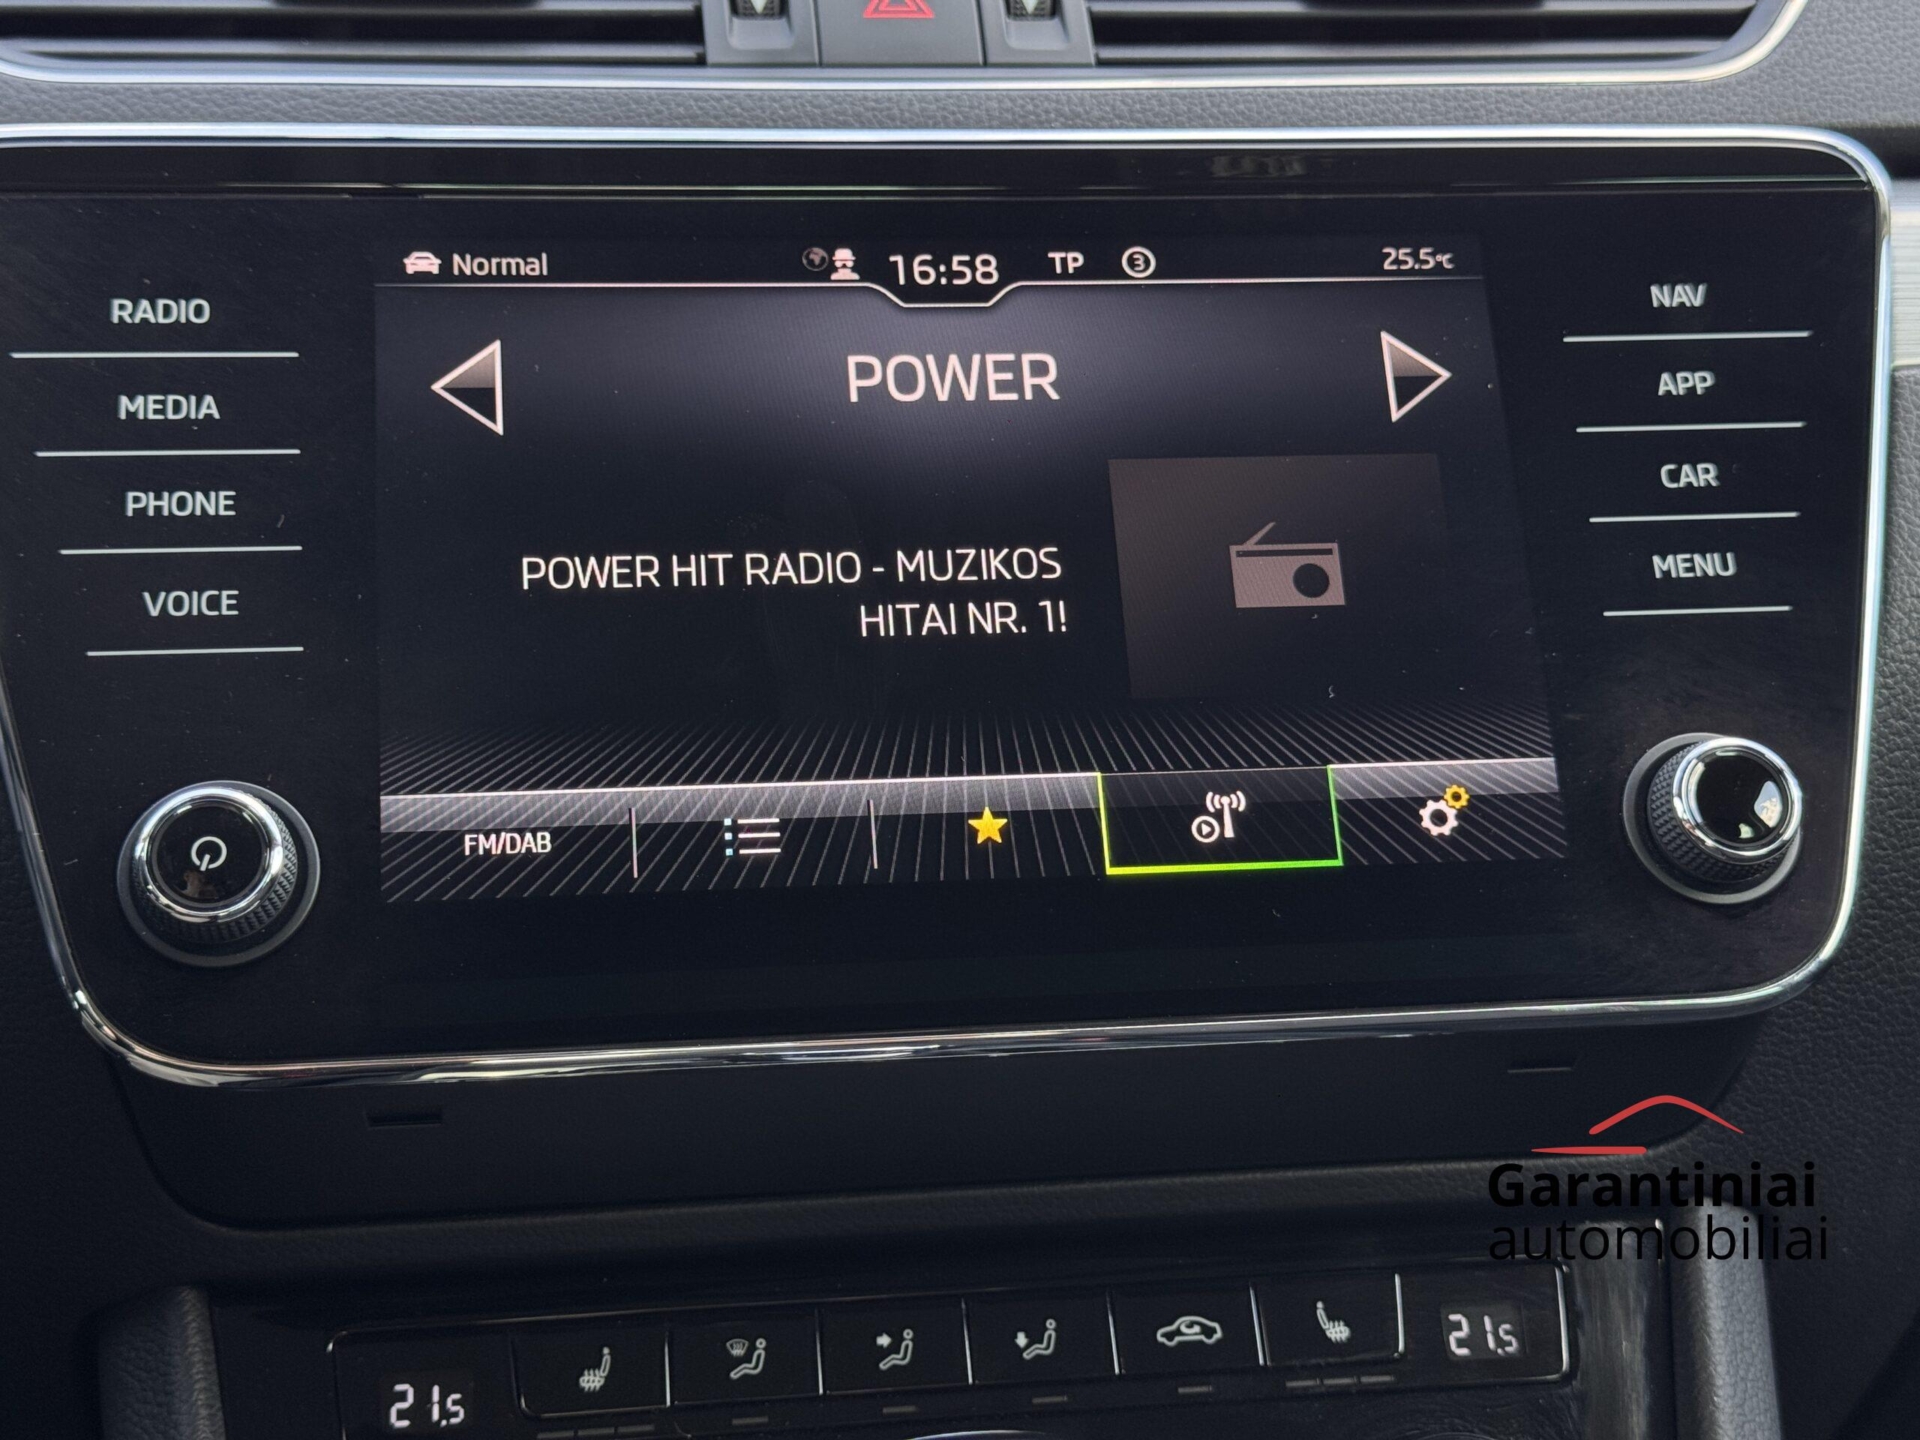 Normal
16:58
TP
3
25.5°C
RADIO
MEDIA
PHONE
VOICE
NAV
APP
CAR
MENU
POWER
POWER HIT RADIO - MUZIKOS
HITAI NR. 1!
FM/DAB
Garantiniai
automobiliai
21.5
21.5